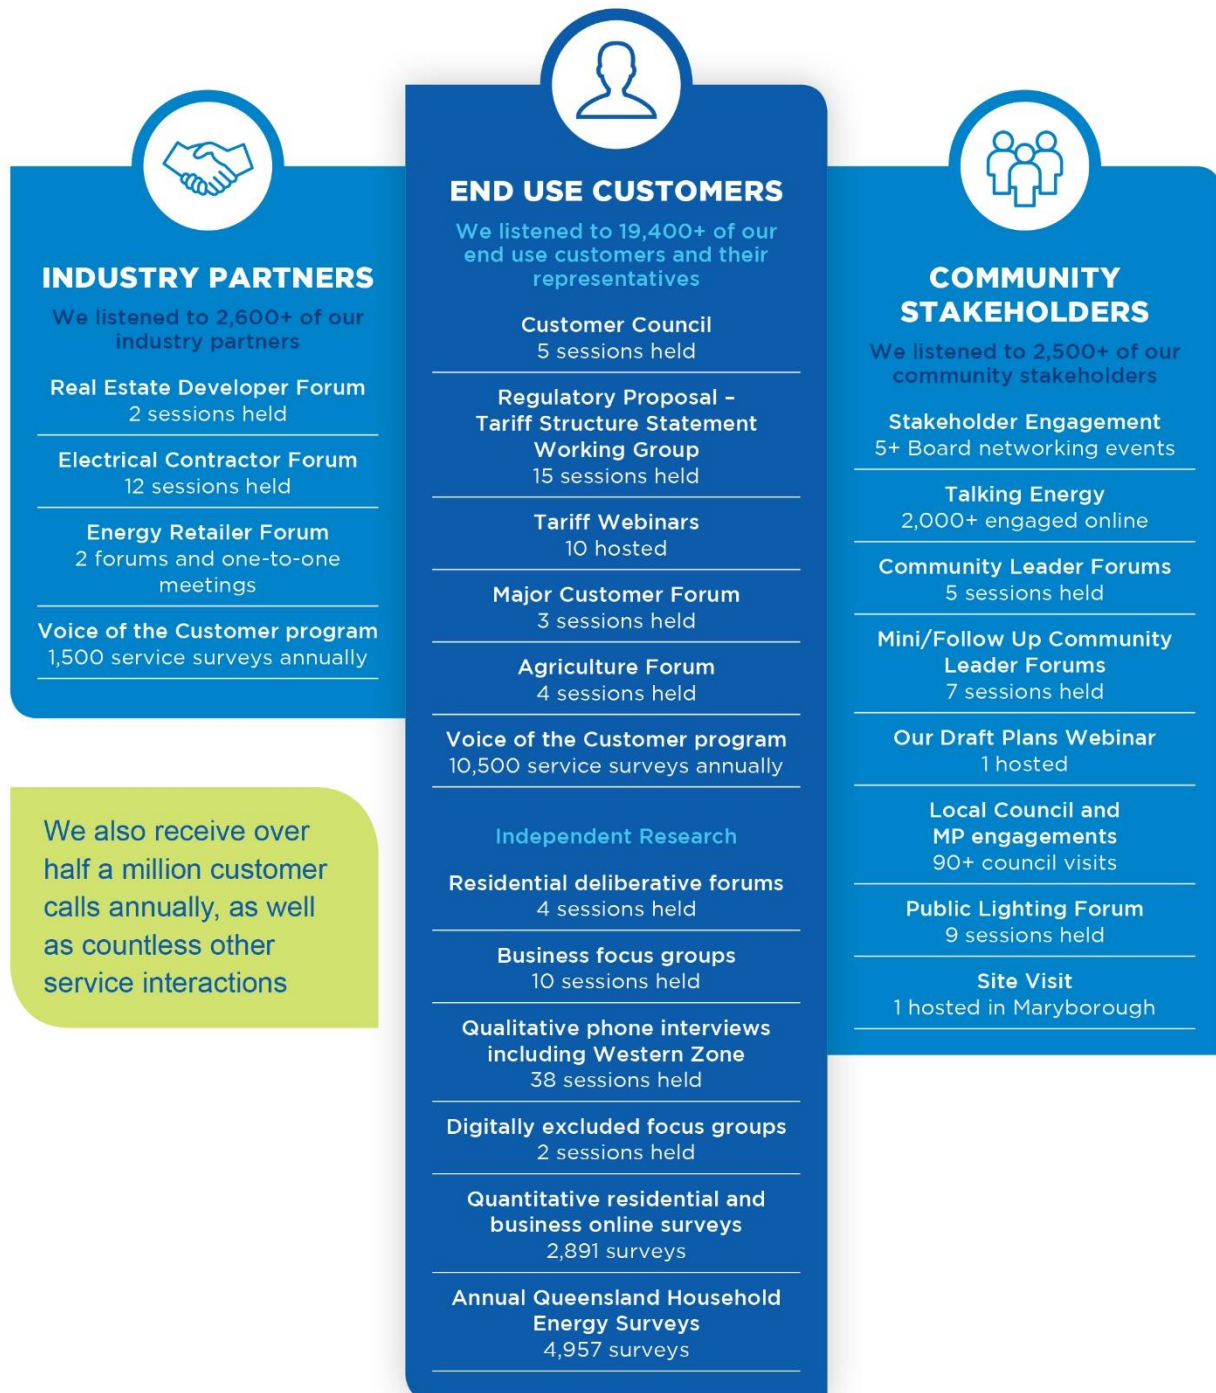 INDUSTRY PARTNERS
We listened to 2,600+ of our
industry partners
Real Estate Developer Forum
2 sessions held
Electrical Contractor Forum
12 sessions held
Energy Retailer Forum
2 forums and one-to-one
meetings
Voice of the Customer program
1,500 service surveys annually
We also receive over
half a million customer
calls annually, as well
as countless other
service interactions
END USE CUSTOMERS
We listened to 19,400+ of our
end use customers and their
representatives
Customer Council
5 sessions held
Regulatory Proposal –
Tariff Structure Statement
Working Group
15 sessions held
Tariff Webinars
10 hosted
Major Customer Forum
3 sessions held
Agriculture Forum
4 sessions held
Voice of the Customer program
10,500 service surveys annually
Independent Research
Residential deliberative forums
4 sessions held
Business focus groups
10 sessions held
Qualitative phone interviews
including Western Zone
38 sessions held
Digitally excluded focus groups
2 sessions held
Quantitative residential and
business online surveys
2,891 surveys
Annual Queensland Household
Energy Surveys
4,957 surveys
COMMUNITY
STAKEHOLDERS
We listened to 2,500+ of our
community stakeholders
Stakeholder Engagement
5+ Board networking events
Talking Energy
2,000+ engaged online
Community Leader Forums
5 sessions held
Mini/Follow Up Community
Leader Forums
7 sessions held
Our Draft Plans Webinar
1 hosted
Local Council and
MP engagements
90+ council visits
Public Lighting Forum
9 sessions held
Site Visit
1 hosted in Maryborough